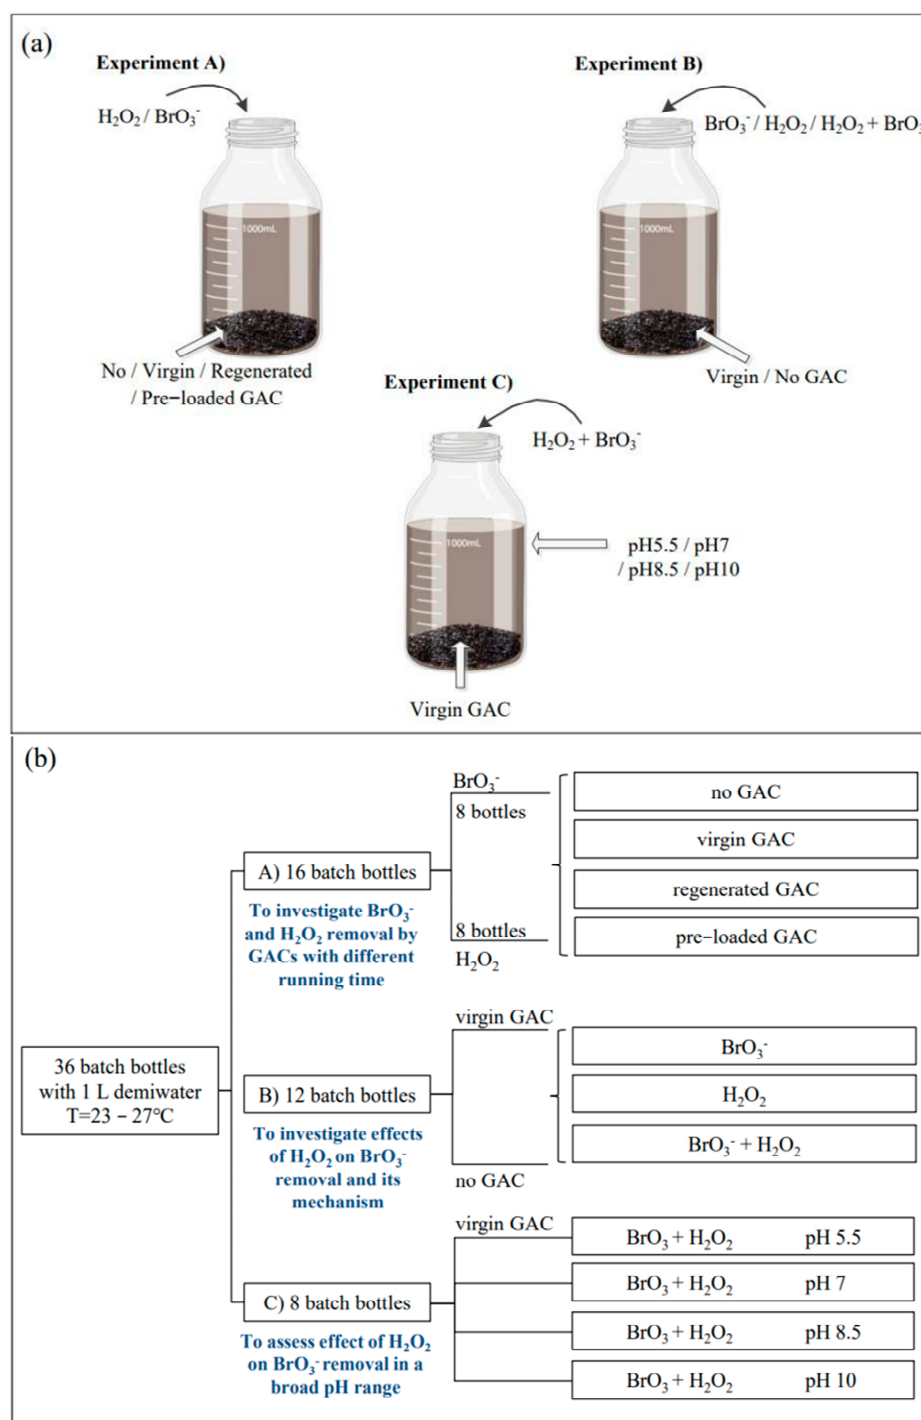 (a)
Experiment A)
H₂O₂ / BrO₃⁻
1000mL
No / Virgin / Regenerated
/ Pre−loaded GAC
Experiment B)
BrO₃⁻ / H₂O₂ / H₂O₂ + BrO₃
1000mL
Virgin / No GAC
Experiment C)
H₂O₂ + BrO₃⁻
1000mL
pH5.5 / pH7
/ pH8.5 / pH10
Virgin GAC
(b)
36 batch bottles
with 1 L demiwater
T=23 − 27℃
A) 16 batch bottles
To investigate BrO₃⁻
and H₂O₂ removal by
GACs with different
running time
BrO₃⁻
8 bottles
8 bottles
H₂O₂
no GAC
virgin GAC
regenerated GAC
pre−loaded GAC
B) 12 batch bottles
To investigate effects
of H₂O₂ on BrO₃⁻
removal and its
mechanism
virgin GAC
no GAC
BrO₃⁻
H₂O₂
BrO₃⁻ + H₂O₂
C) 8 batch bottles
To assess effect of H₂O₂
on BrO₃⁻ removal in a
broad pH range
virgin GAC
BrO₃ + H₂O₂ pH 5.5
BrO₃ + H₂O₂ pH 7
BrO₃ + H₂O₂ pH 8.5
BrO₃ + H₂O₂ pH 10